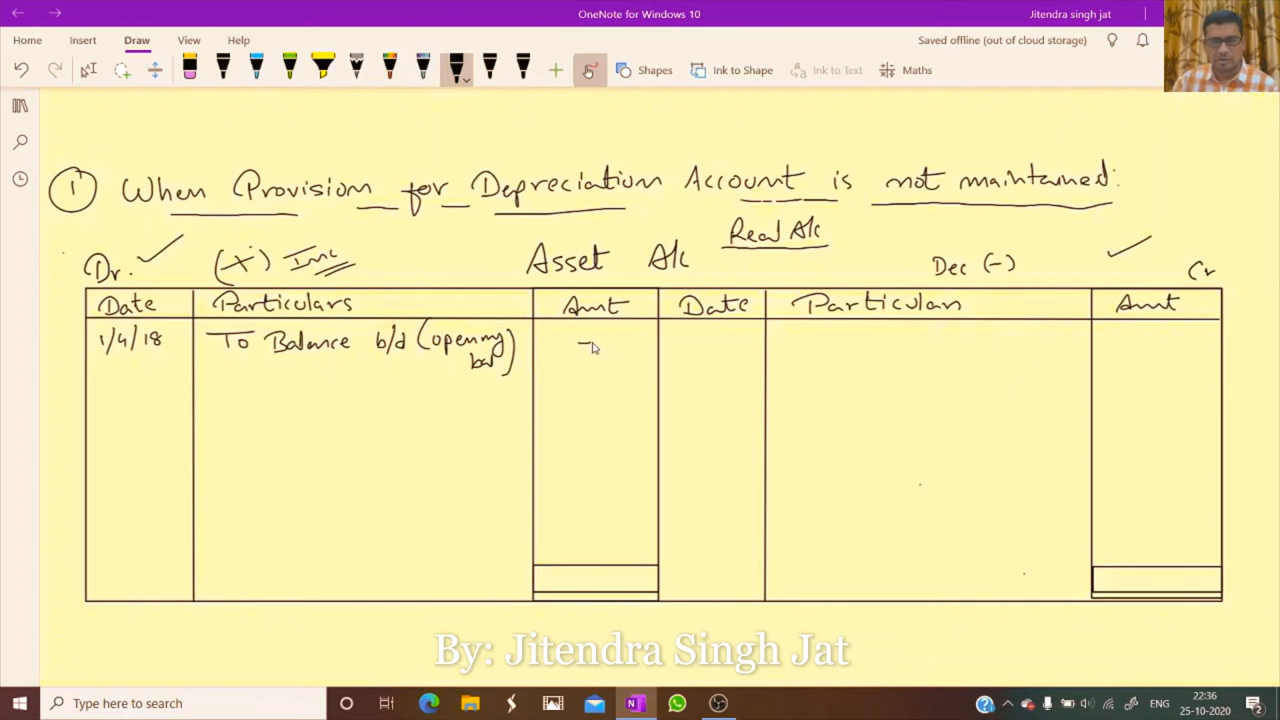 OneNote for Windows 10
Jitendra singh jat
Home Insert Draw View Help
Saved offline (out of cloud storage)
Shapes Ink to Shape Ink to Text Maths
① When Provision for Depreciation Account is not maintained:
Real A/c
Dr. (+) Inc Asset A/c Dec (-) Cr
Date Particulars Amt Date Particulars Amt
1/4/18 To Balance b/d (opening
bal)
By: Jitendra Singh Jat
Type here to search
ENG
22:36
25-10-2020
2